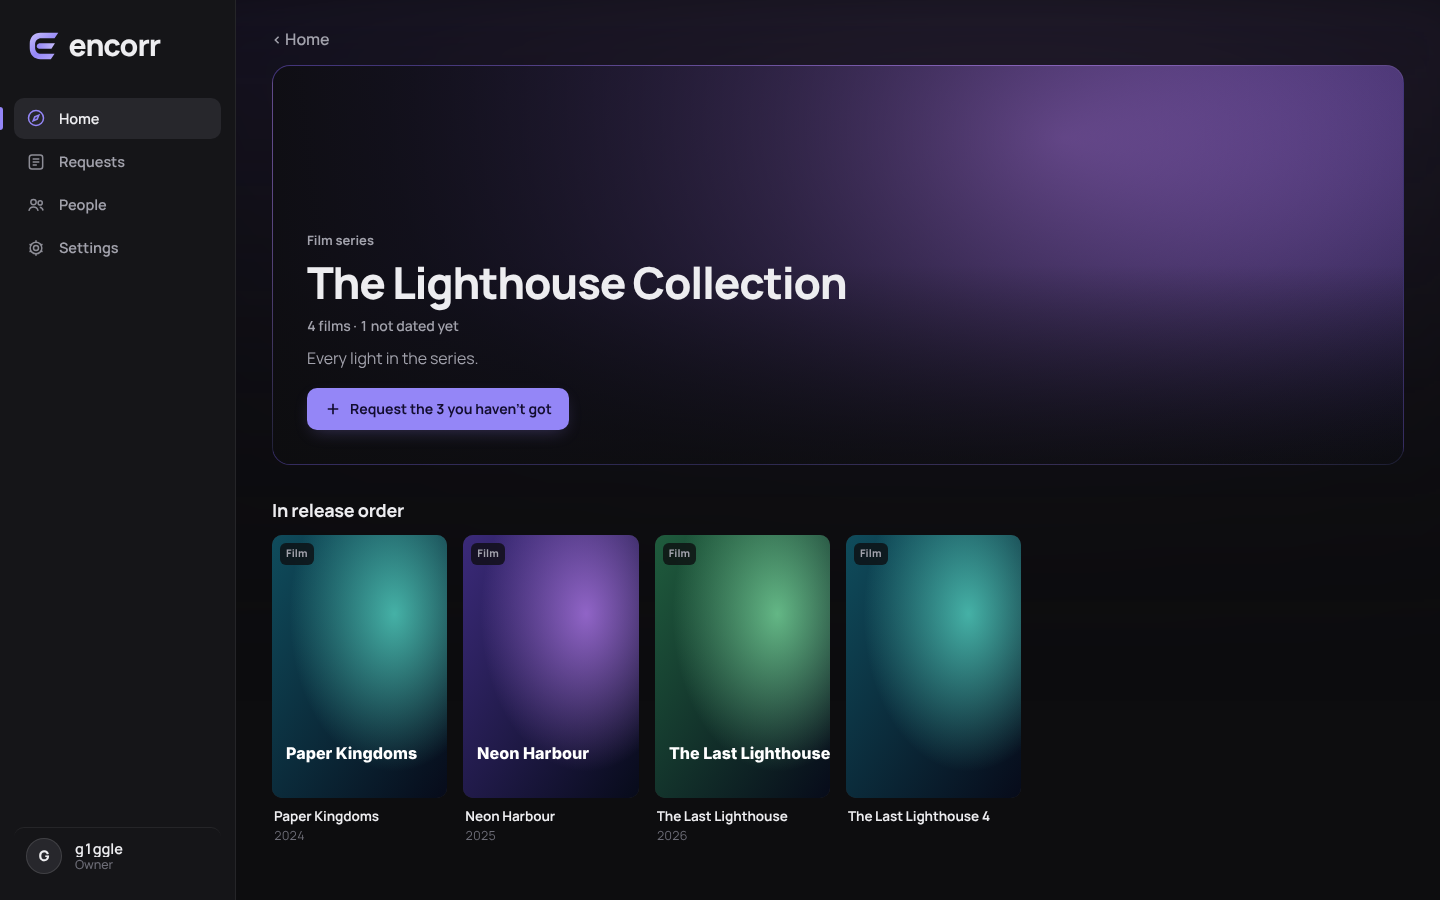 encorr
Home
Requests
People
Settings
g1ggle
Owner
G
‹ Home
Film series
The Lighthouse Collection
4 films · 1 not dated yet
Every light in the series.
+ Request the 3 you haven't got
In release order
Film
Paper Kingdoms
Paper Kingdoms
2024
Film
Neon Harbour
Neon Harbour
2025
Film
The Last Lighthouse
The Last Lighthouse
2026
Film
The Last Lighthouse 4